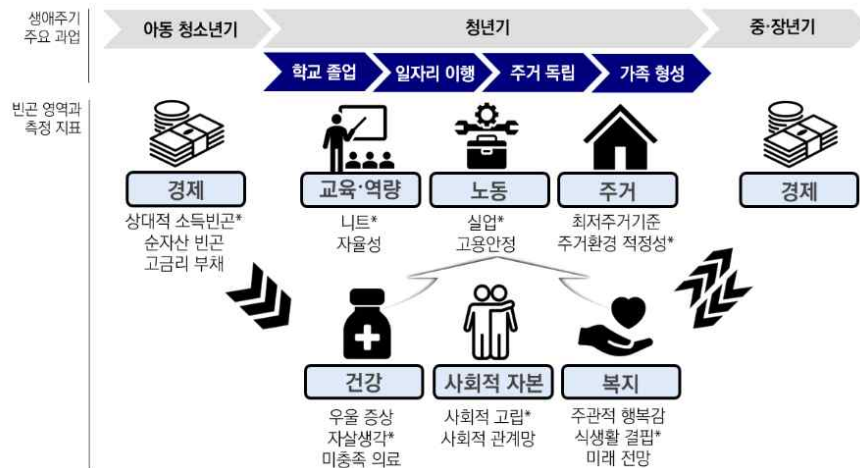 생애주기
주요 과업
아동 청소년기
청년기
중·장년기
학교 졸업
일자리 이행
주거 독립
가족 형성
빈곤 영역과
측정 지표
경제
상대적 소득빈곤*
순자산 빈곤
고금리 부채
교육·역량
니트*
자율성
노동
실업*
고용안정
주거
최저주거기준
주거환경 적정성*
경제
건강
우울 증상
자살생각*
미충족 의료
사회적 자본
사회적 고립*
사회적 관계망
복지
주관적 행복감
식생활 결핍*
미래 전망